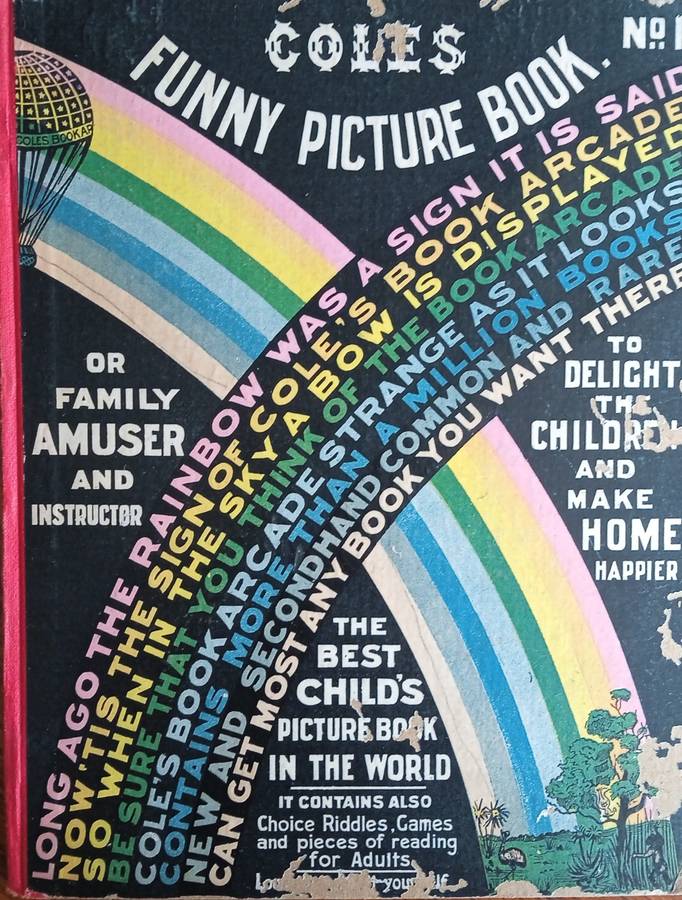 COLES
No 1
FUNNY PICTURE BOOK.
COLES BOOK AR
LONG AGO THE RAINBOW WAS A SIGN IT IS SAID
NOW 'TIS THE SIGN OF COLE'S BOOK ARCADE
SO WHEN IN THE SKY A BOW IS DISPLAYED
BE SURE THAT YOU THINK OF THE BOOK ARCADE
COLE'S BOOK ARCADE STRANGE AS IT LOOKS
CONTAINS MORE THAN A MILLION BOOKS
NEW AND SECONDHAND COMMON AND RARE
CAN GET MOST ANY BOOK YOU WANT THERE
OR
FAMILY
AMUSER
AND
INSTRUCTOR
TO
DELIGHT
THE
CHILDREN
AND
MAKE
HOME
HAPPIER
THE
BEST
CHILD'S
PICTURE BOOK
IN THE WORLD
IT CONTAINS ALSO
Choice Riddles, Games
and pieces of reading
for Adults